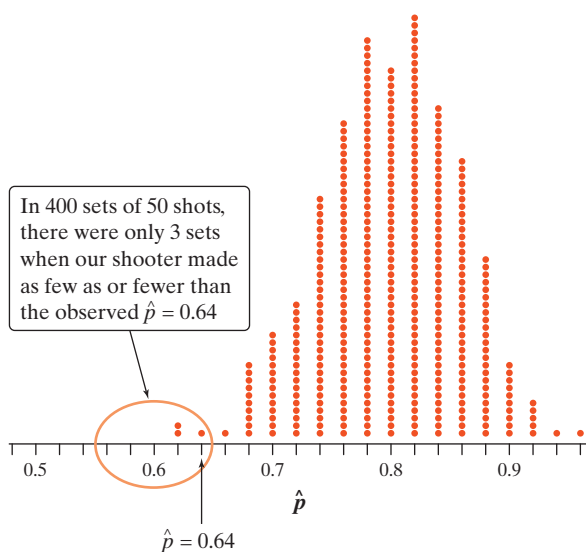 In 400 sets of 50 shots,
there were only 3 sets
when our shooter made
as few as or fewer than
the observed p̂ = 0.64
0.5 0.6 0.7 0.8 0.9
p̂
p̂ = 0.64